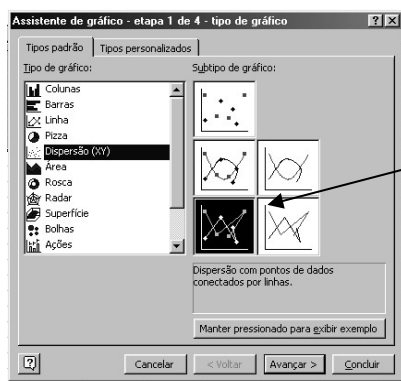 Assistente de gráfico - etapa 1 de 4 - tipo de gráfico
Tipos padrão
Tipos personalizados
Tipo de gráfico:
Subtipo de gráfico:
Colunas
Barras
Linha
Pizza
Dispersão (XY)
Área
Rosca
Radar
Superfície
Bolhas
Ações
Dispersão com pontos de dados
conectados por linhas.
Manter pressionado para exibir exemplo
Cancelar
< Voltar
Avançar >
Concluir